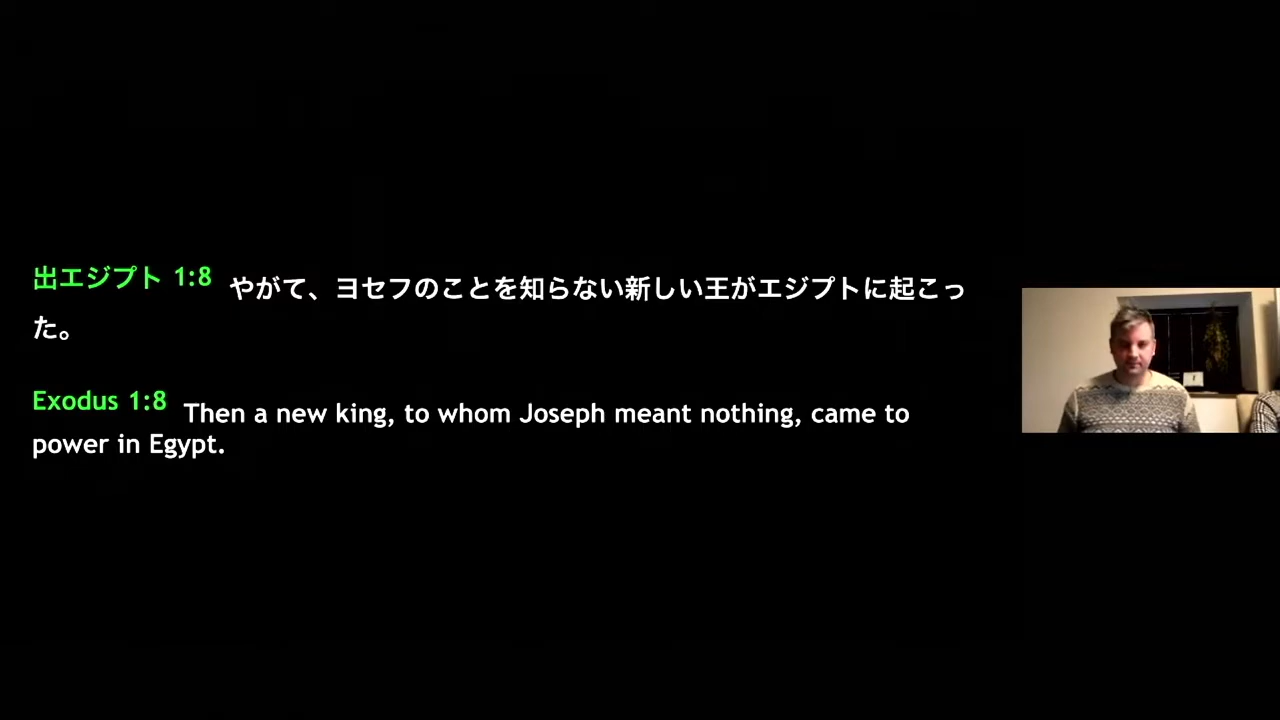 出エジプト 1:8 やがて、ヨセフのことを知らない新しい王がエジプトに起こっ
た。
Exodus 1:8 Then a new king, to whom Joseph meant nothing, came to
power in Egypt.